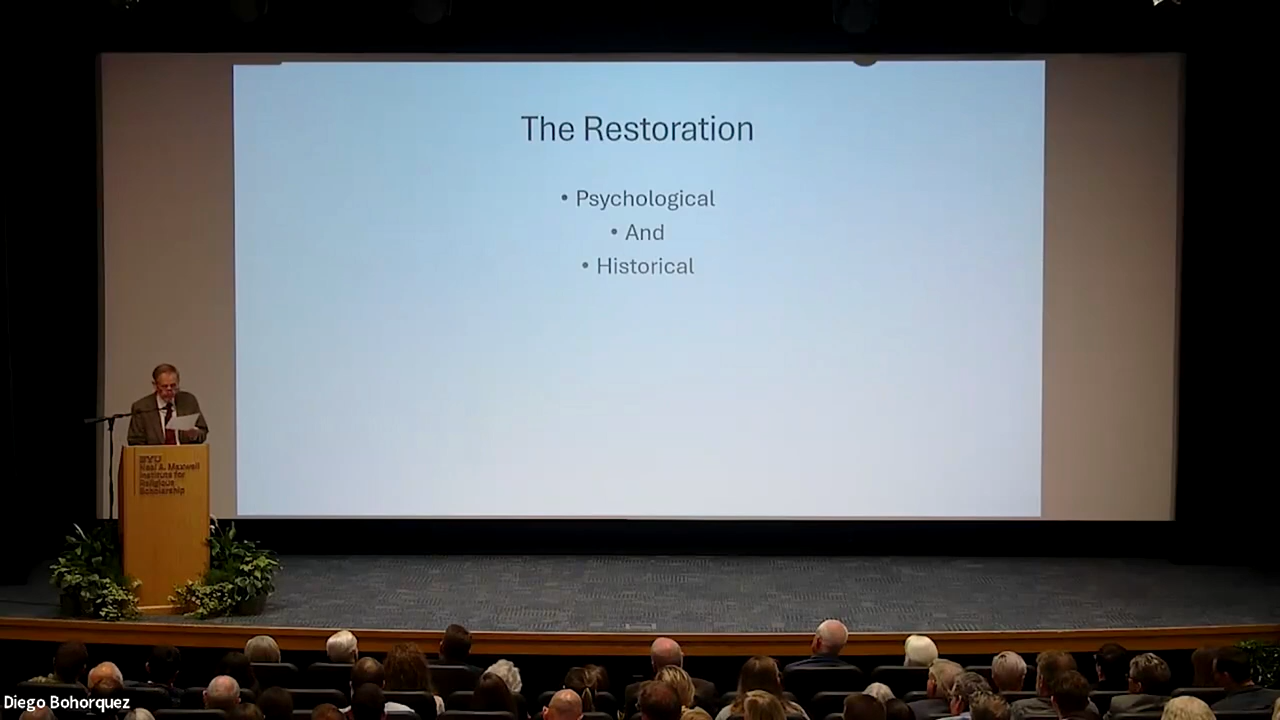 The Restoration
• Psychological
• And
• Historical
BYU
Neal A. Maxwell
Institute for
Religious
Scholarship
Diego Bohorquez